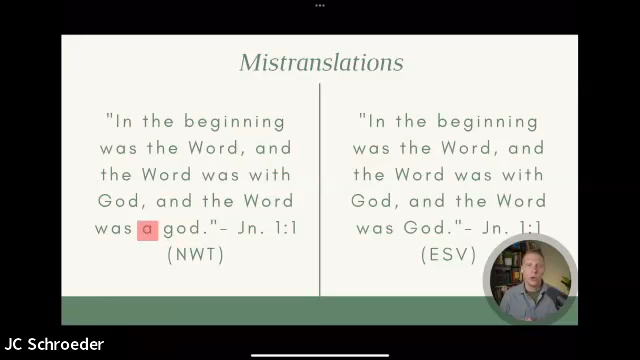 Mistranslations
"In the beginning
was the Word, and
the Word was with
God, and the Word
was a god."- Jn. 1:1
(NWT)
"In the beginning
was the Word, and
the Word was with
God, and the Word
was God."- Jn. 1:1
(ESV)
JC Schroeder